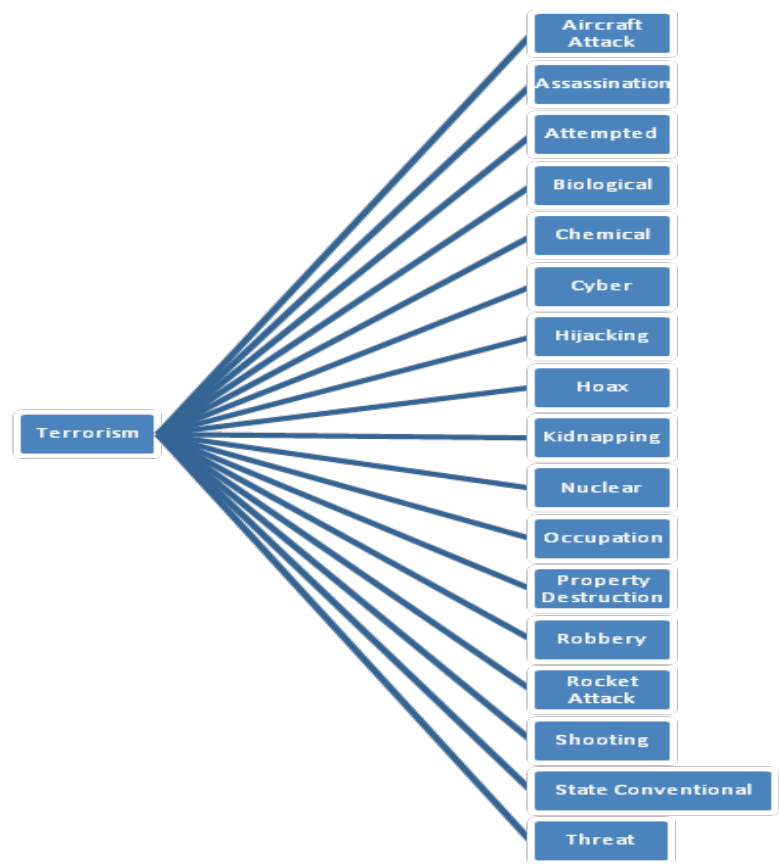 Aircraft
Attack
Assassination
Attempted
Biological
Chemical
Cyber
Hijacking
Hoax
Terrorism
Kidnapping
Nuclear
Occupation
Property
Destruction
Robbery
Rocket
Attack
Shooting
State Conventional
Threat